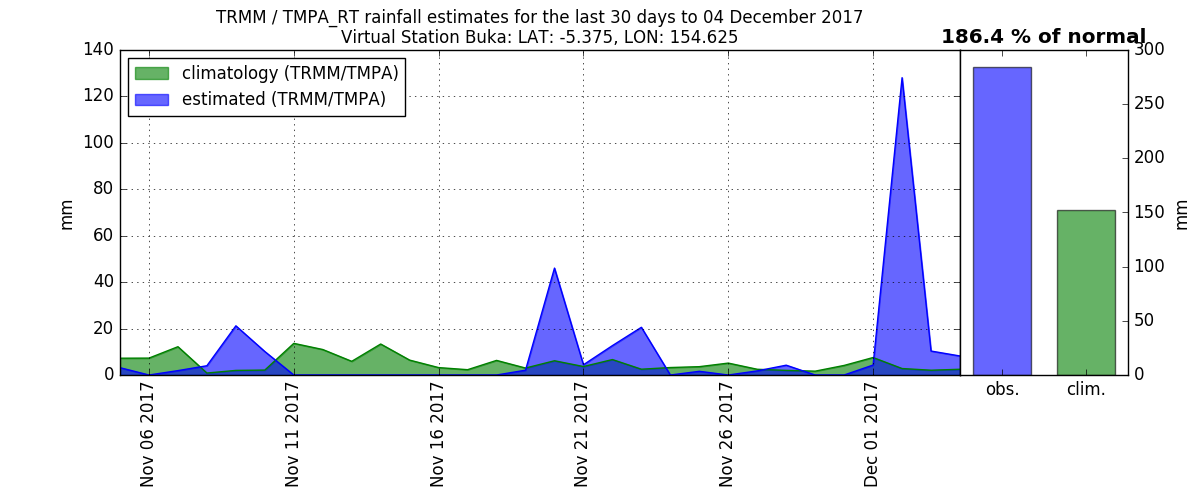 TRMM / TMPA_RT rainfall estimates for the last 30 days to 04 December 2017
Virtual Station Buka: LAT: -5.375, LON: 154.625
186.4 % of normal
climatology (TRMM/TMPA)
estimated (TRMM/TMPA)
mm
140
120
100
80
60
40
20
0
Nov 06 2017
Nov 11 2017
Nov 16 2017
Nov 21 2017
Nov 26 2017
Dec 01 2017
obs.
clim.
300
250
200
150
100
50
0
mm